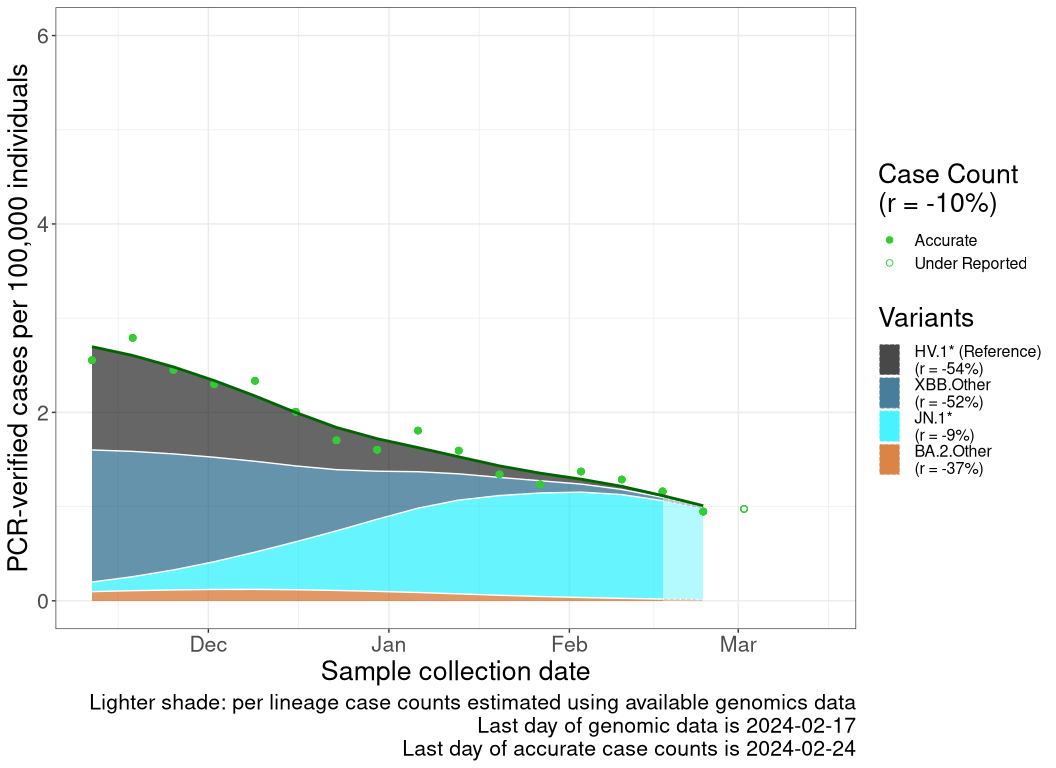 PCR-verified cases per 100,000 individuals
6
4
2
0
Dec
Jan
Feb
Mar
Sample collection date
Lighter shade: per lineage case counts estimated using available genomics data
Last day of genomic data is 2024-02-17
Last day of accurate case counts is 2024-02-24
Case Count
(r = -10%)
Accurate
Under Reported
Variants
HV.1* (Reference)
(r = -54%)
XBB.Other
(r = -52%)
JN.1*
(r = -9%)
BA.2.Other
(r = -37%)